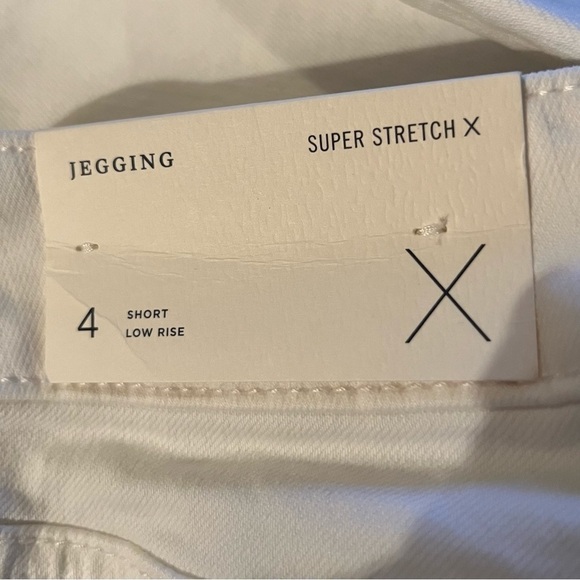 JEGGING
SUPER STRETCH X
X
4
SHORT
LOW RISE